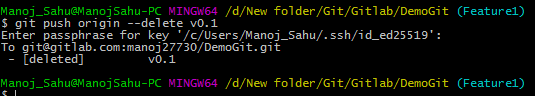 Manoj_Sahu@ManojSahu-PC MINGW64 /d/New folder/Git/Gitlab/DemoGit (Feature1)
$ git push origin --delete v0.1
Enter passphrase for key '/c/Users/Manoj_Sahu/.ssh/id_ed25519':
To git@gitlab.com:manoj27730/DemoGit.git
 - [deleted]         v0.1

Manoj_Sahu@ManojSahu-PC MINGW64 /d/New folder/Git/Gitlab/DemoGit (Feature1)
$